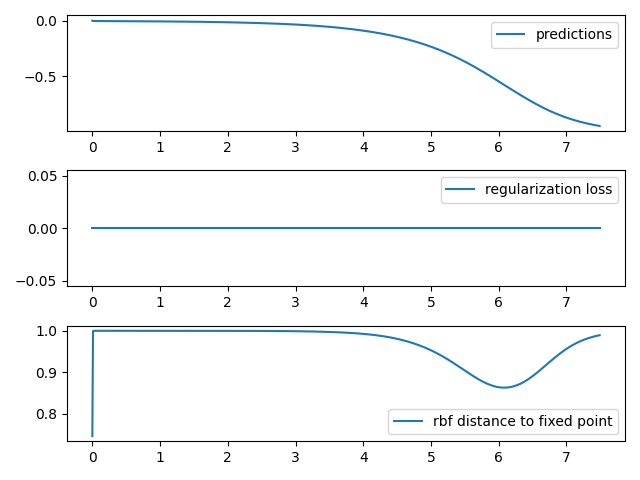 0.0
−0.5
predictions
0 1 2 3 4 5 6 7
0.05
0.00
−0.05
regularization loss
0 1 2 3 4 5 6 7
1.0
0.9
0.8
rbf distance to fixed point
0 1 2 3 4 5 6 7